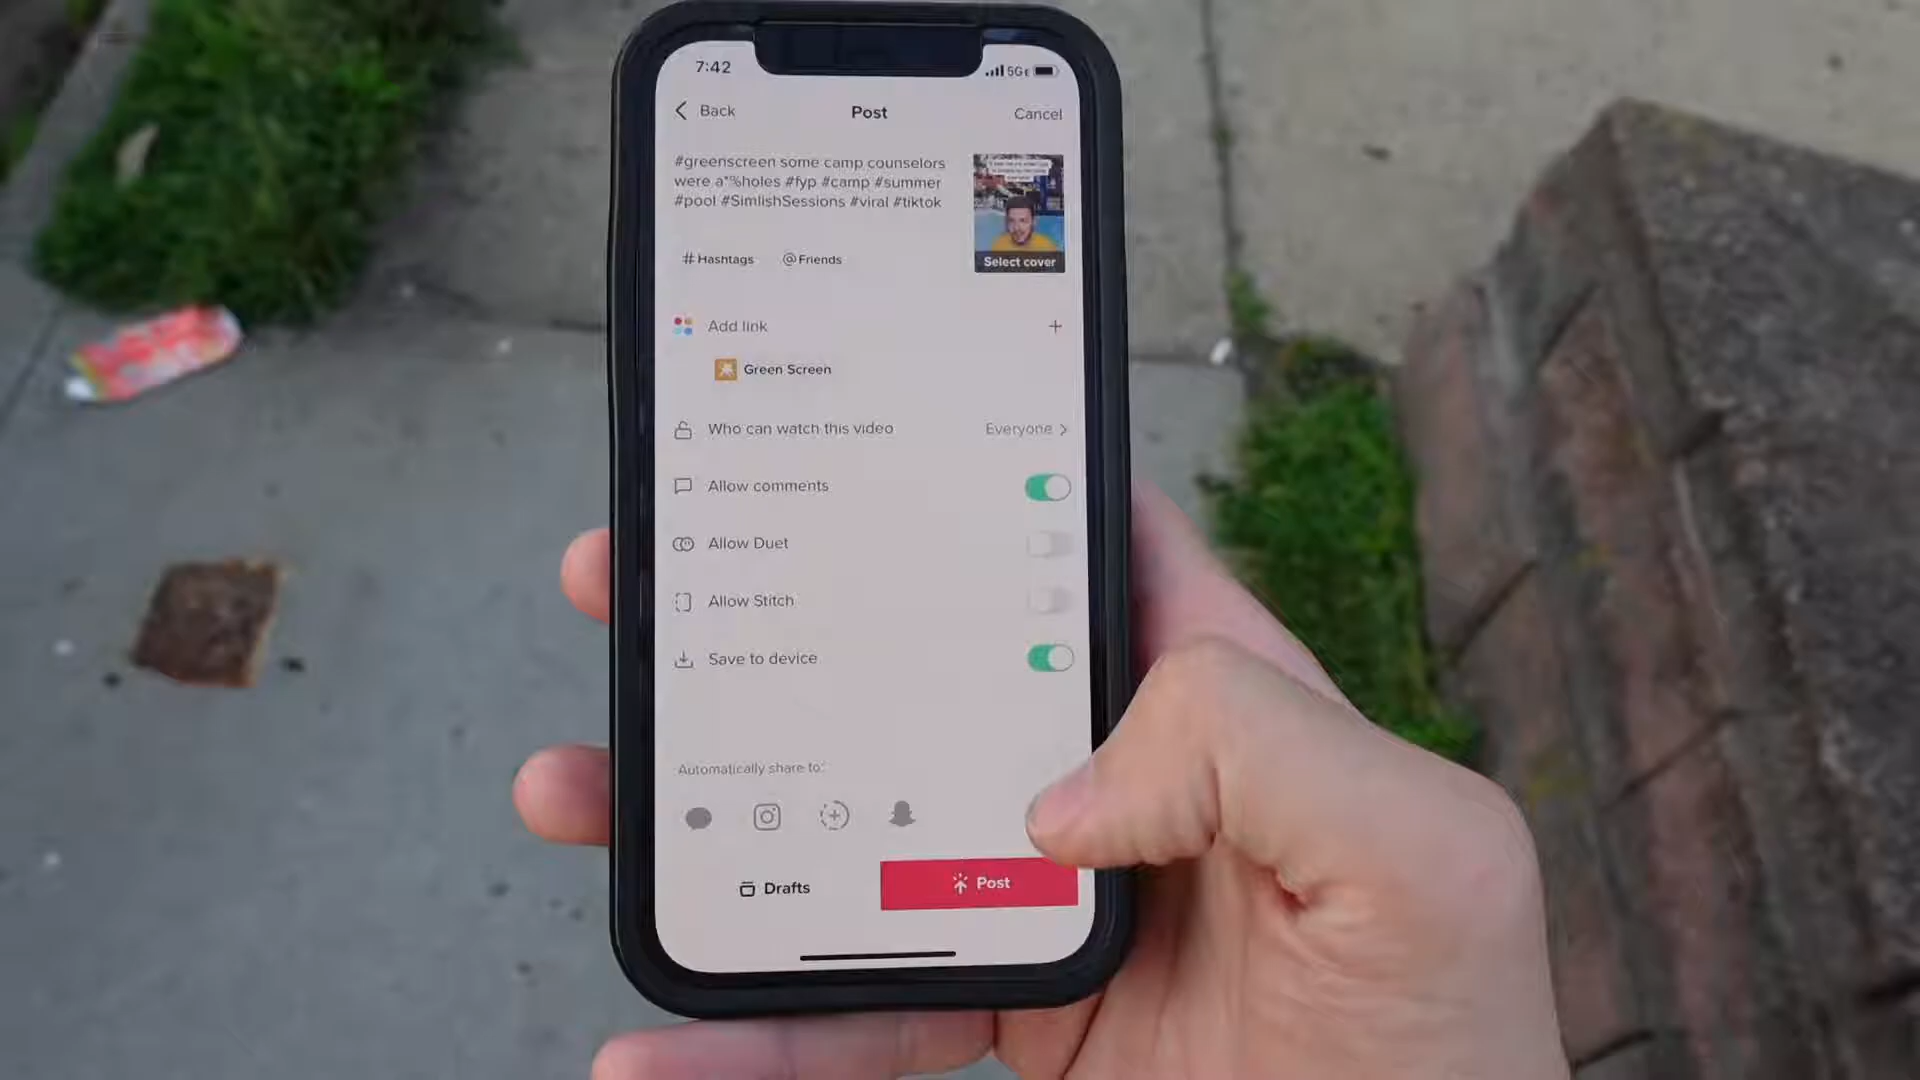 7:42
5GE
Back
Post
Cancel
#greenscreen some camp counselors
were a*%holes #fyp #camp #summer
#pool #SimlishSessions #viral #tiktok
Select cover
# Hashtags
@ Friends
Add link
+
Green Screen
Who can watch this video
Everyone >
Allow comments
Allow Duet
Allow Stitch
Save to device
Automatically share to:
Drafts
Post